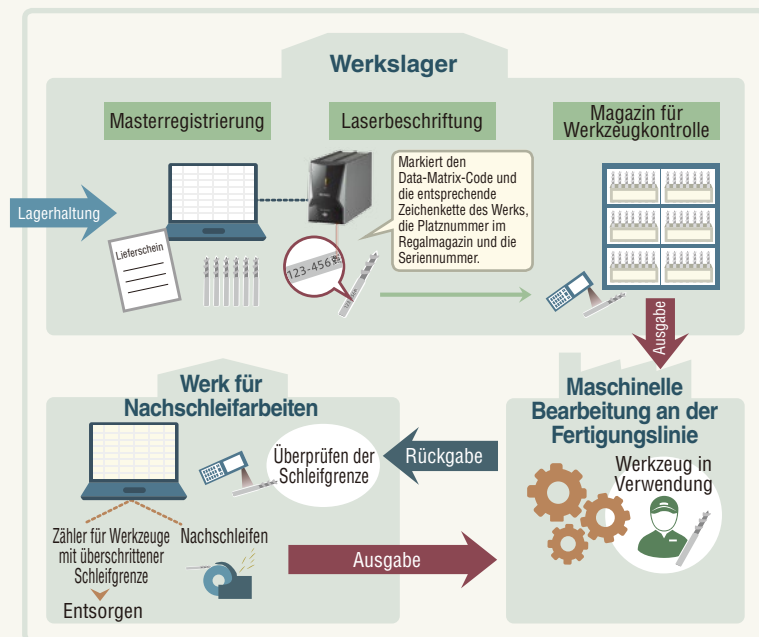 Werkslager
Masterregistrierung
Laserbeschriftung
Magazin für
Werkzeugkontrolle
Lagerhaltung
Lieferschein
Markiert den
Data-Matrix-Code und
die entsprechende
Zeichenkette des Werks,
die Platznummer im
Regalmagazin und die
Seriennummer.
123-456
Ausgabe
Werk für
Nachschleifarbeiten
Überprüfen der
Schleifgrenze
Rückgabe
Maschinelle
Bearbeitung an der
Fertigungslinie
Werkzeug in
Verwendung
Zähler für Werkzeuge
mit überschrittener
Schleifgrenze
Nachschleifen
Entsorgen
Ausgabe